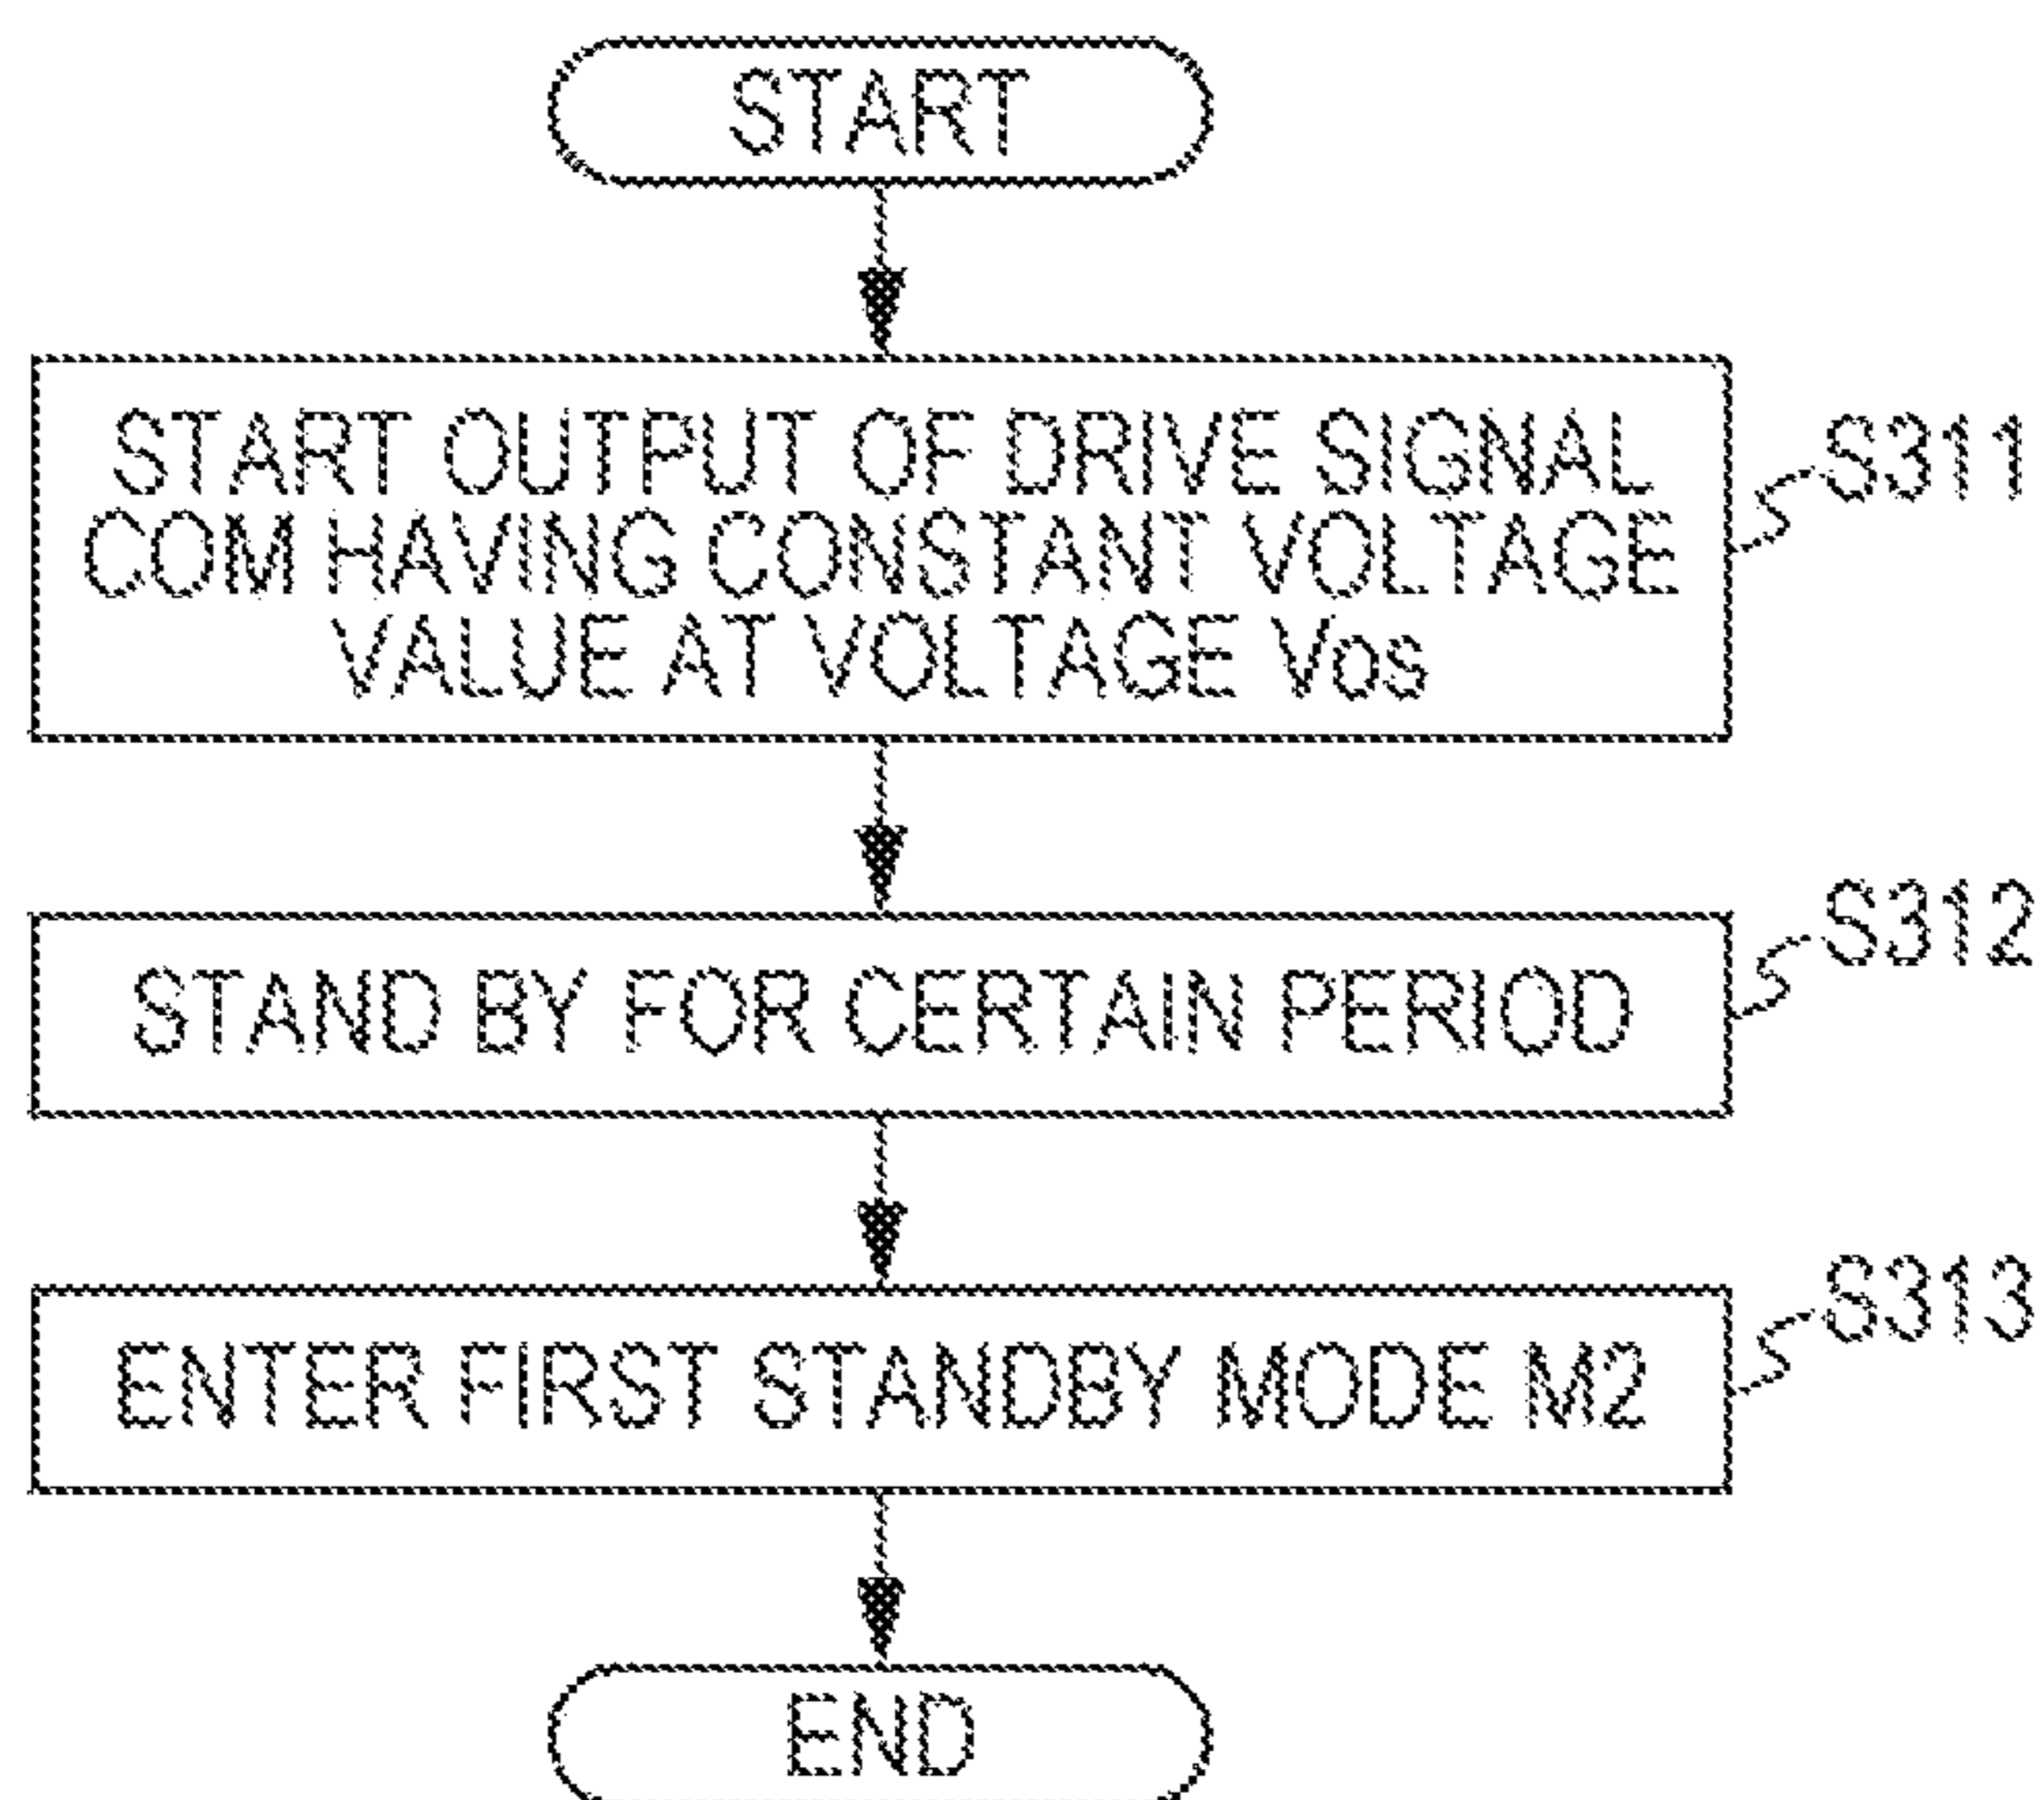 START
START OUTPUT OF DRIVE SIGNAL
COM HAVING CONSTANT VOLTAGE
VALUE AT VOLTAGE Vos
S311
STAND BY FOR CERTAIN PERIOD
S312
ENTER FIRST STANDBY MODE M2
S313
END